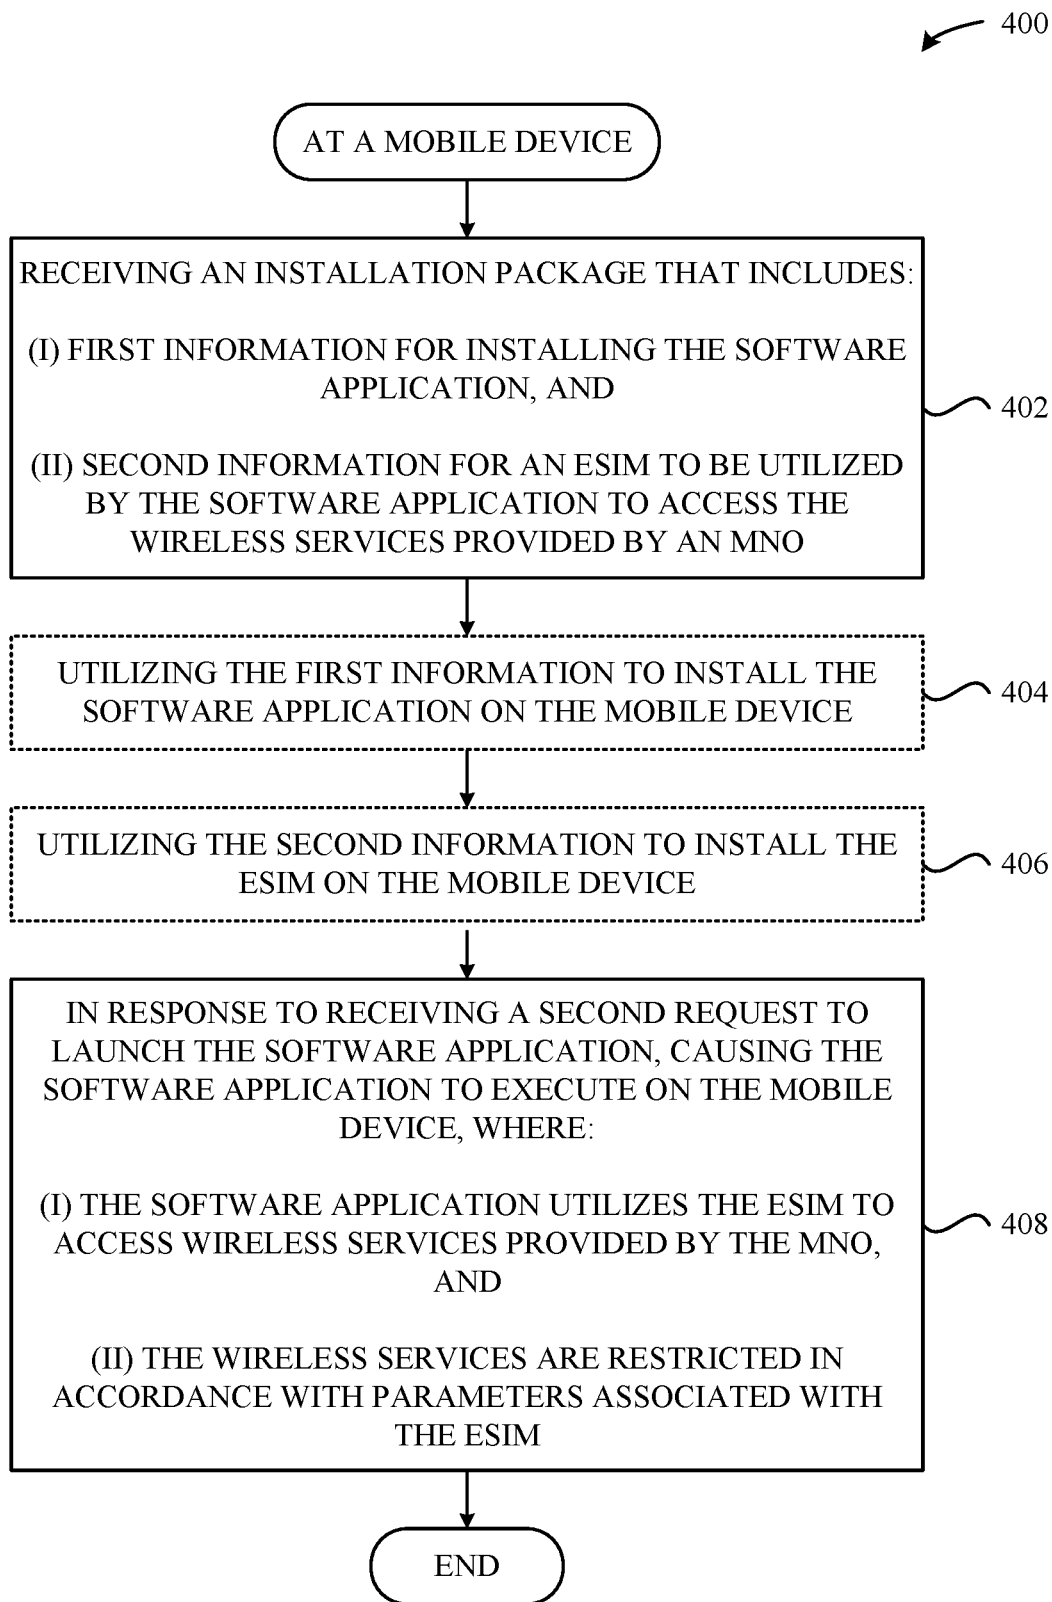 400
AT A MOBILE DEVICE
RECEIVING AN INSTALLATION PACKAGE THAT INCLUDES:
(I) FIRST INFORMATION FOR INSTALLING THE SOFTWARE
APPLICATION, AND
(II) SECOND INFORMATION FOR AN ESIM TO BE UTILIZED
BY THE SOFTWARE APPLICATION TO ACCESS THE
WIRELESS SERVICES PROVIDED BY AN MNO
402
UTILIZING THE FIRST INFORMATION TO INSTALL THE
SOFTWARE APPLICATION ON THE MOBILE DEVICE
404
UTILIZING THE SECOND INFORMATION TO INSTALL THE
ESIM ON THE MOBILE DEVICE
406
IN RESPONSE TO RECEIVING A SECOND REQUEST TO
LAUNCH THE SOFTWARE APPLICATION, CAUSING THE
SOFTWARE APPLICATION TO EXECUTE ON THE MOBILE
DEVICE, WHERE:
(I) THE SOFTWARE APPLICATION UTILIZES THE ESIM TO
ACCESS WIRELESS SERVICES PROVIDED BY THE MNO,
AND
(II) THE WIRELESS SERVICES ARE RESTRICTED IN
ACCORDANCE WITH PARAMETERS ASSOCIATED WITH
THE ESIM
408
END